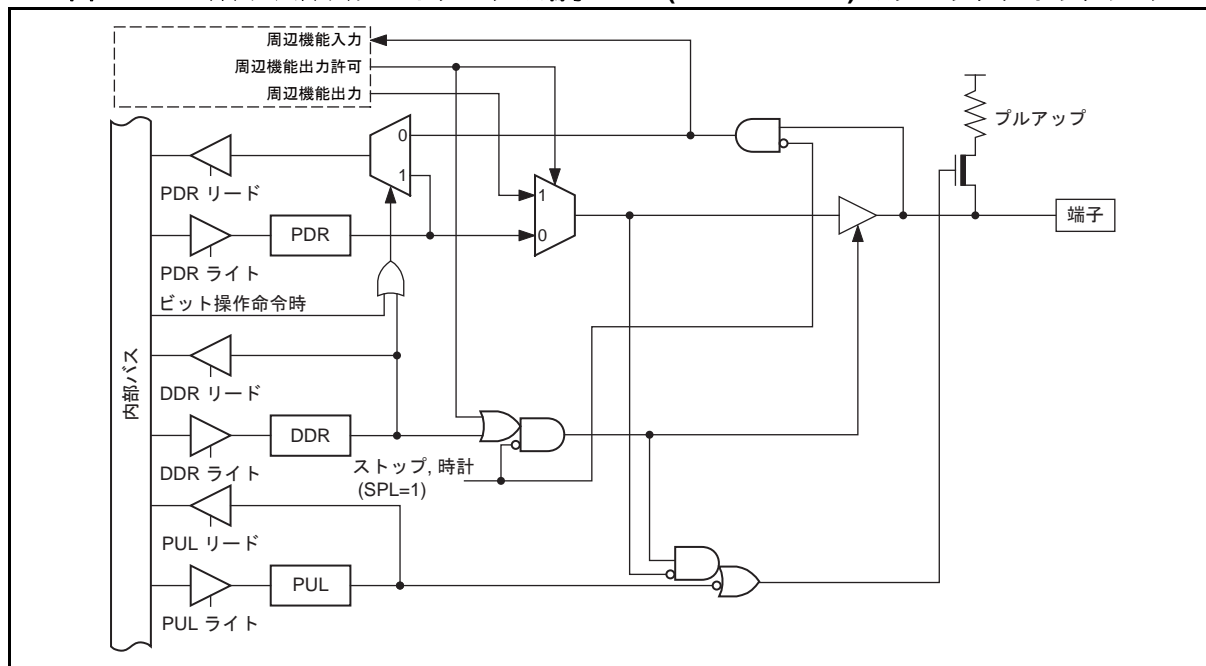 周辺機能入力
周辺機能出力許可
周辺機能出力
プルアップ
0
1
PDR リード
1
端子
PDR
0
PDR ライト
ビット操作命令時
内部バス
DDR リード
DDR
ストップ, 時計
(SPL=1)
DDR ライト
PUL リード
PUL
PUL ライト